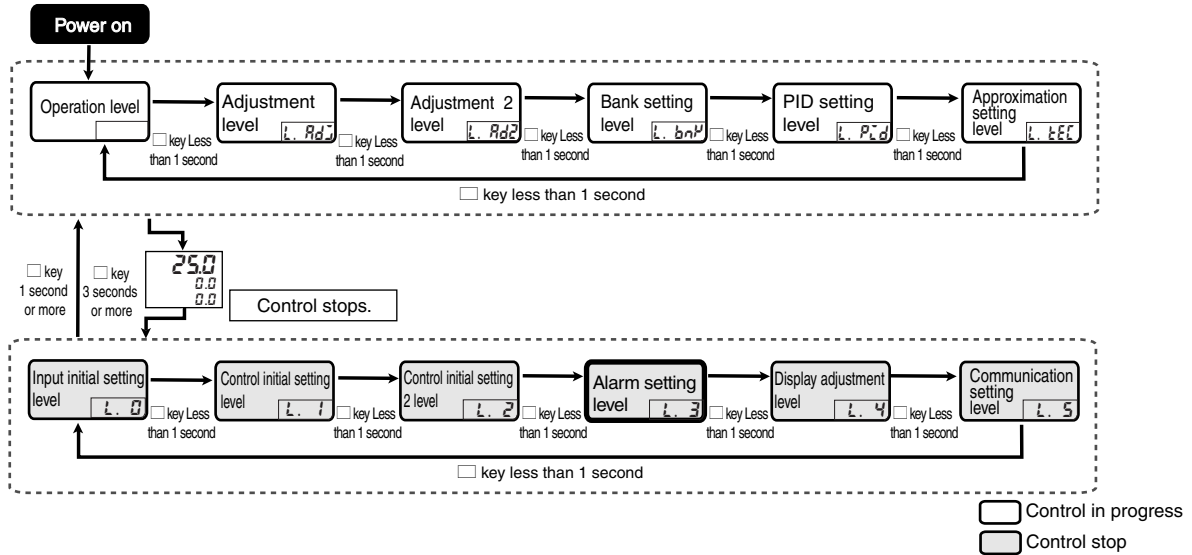 Power on
Operation level
Adjustment
level
L. AdJ
Adjustment 2
level
L. Ad2
Bank setting
level
L. bnK
PID setting
level
L. PId
Approximation
setting
level
L. tEC
key Less
than 1 second
key Less
than 1 second
key Less
than 1 second
key Less
than 1 second
key Less
than 1 second
key less than 1 second
key
1 second
or more
key
3 seconds
or more
25.0
0.0
0.0
Control stops.
Input initial setting
level
L. 0
Control initial setting
level
L. 1
Control initial setting
2 level
L. 2
Alarm setting
level
L. 3
Display adjustment
level
L. 4
Communication
setting
level
L. 5
key Less
than 1 second
key Less
than 1 second
key Less
than 1 second
key Less
than 1 second
key Less
than 1 second
key less than 1 second
Control in progress
Control stop